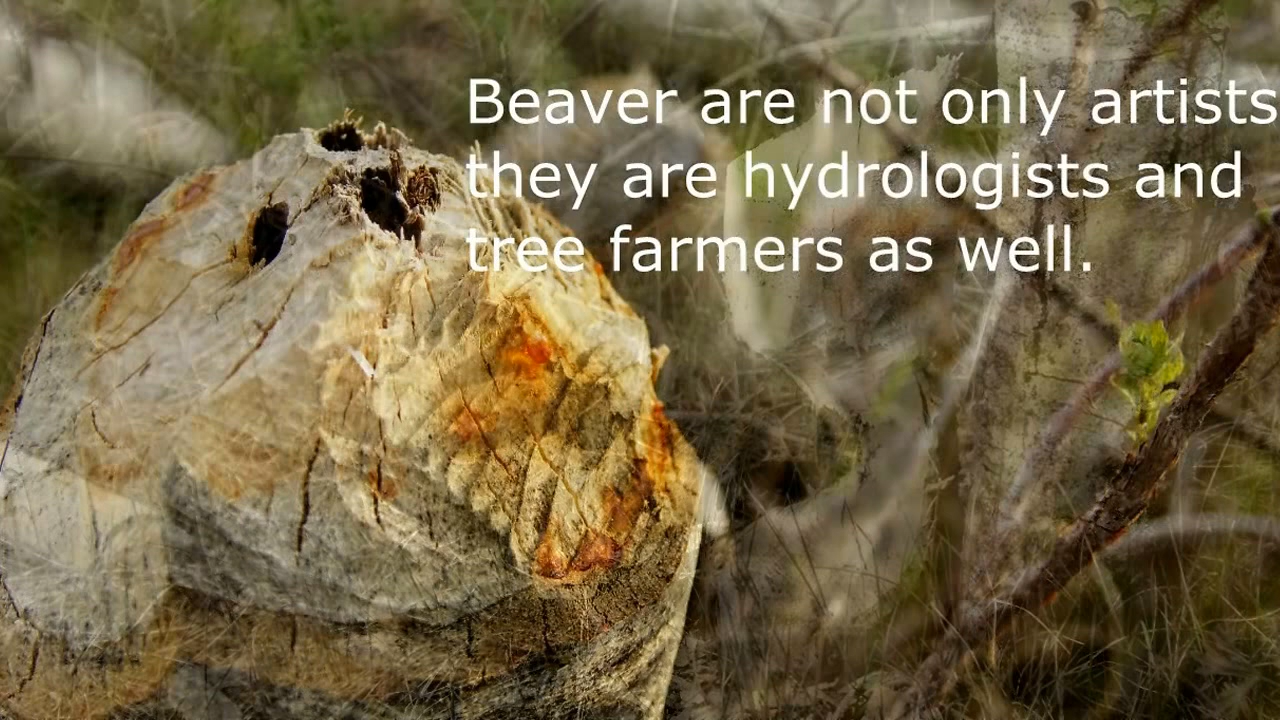 Beaver are not only artists
they are hydrologists and
tree farmers as well.